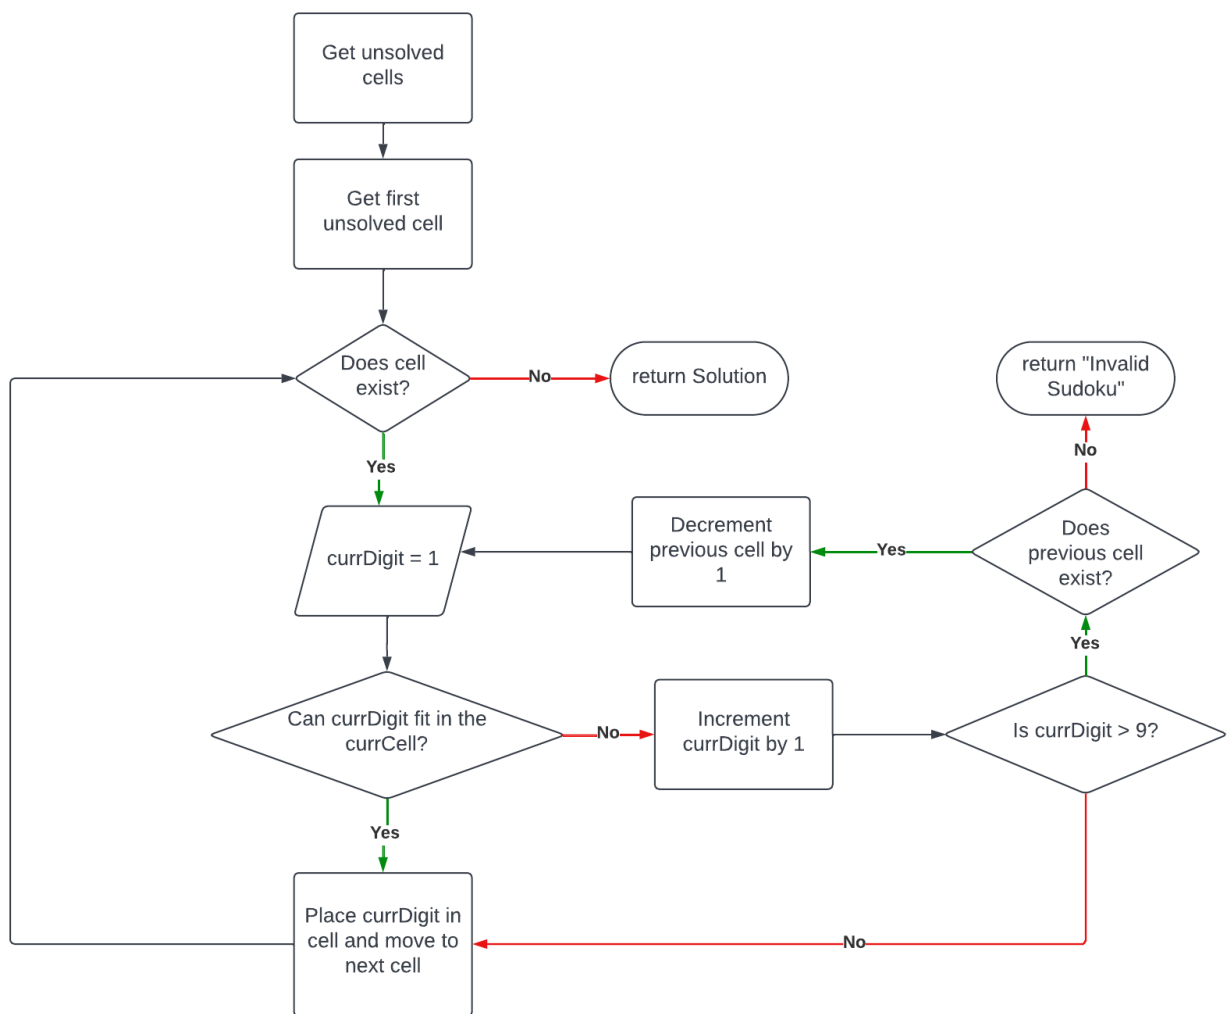 Get unsolved
cells
Get first
unsolved cell
Does cell
exist?
No
return Solution
return "Invalid
Sudoku"
No
Yes
currDigit = 1
Decrement
previous cell by
1
Yes
Does
previous cell
exist?
Yes
Can currDigit fit in the
currCell?
No
Increment
currDigit by 1
Is currDigit > 9?
Yes
Place currDigit in
cell and move to
next cell
No